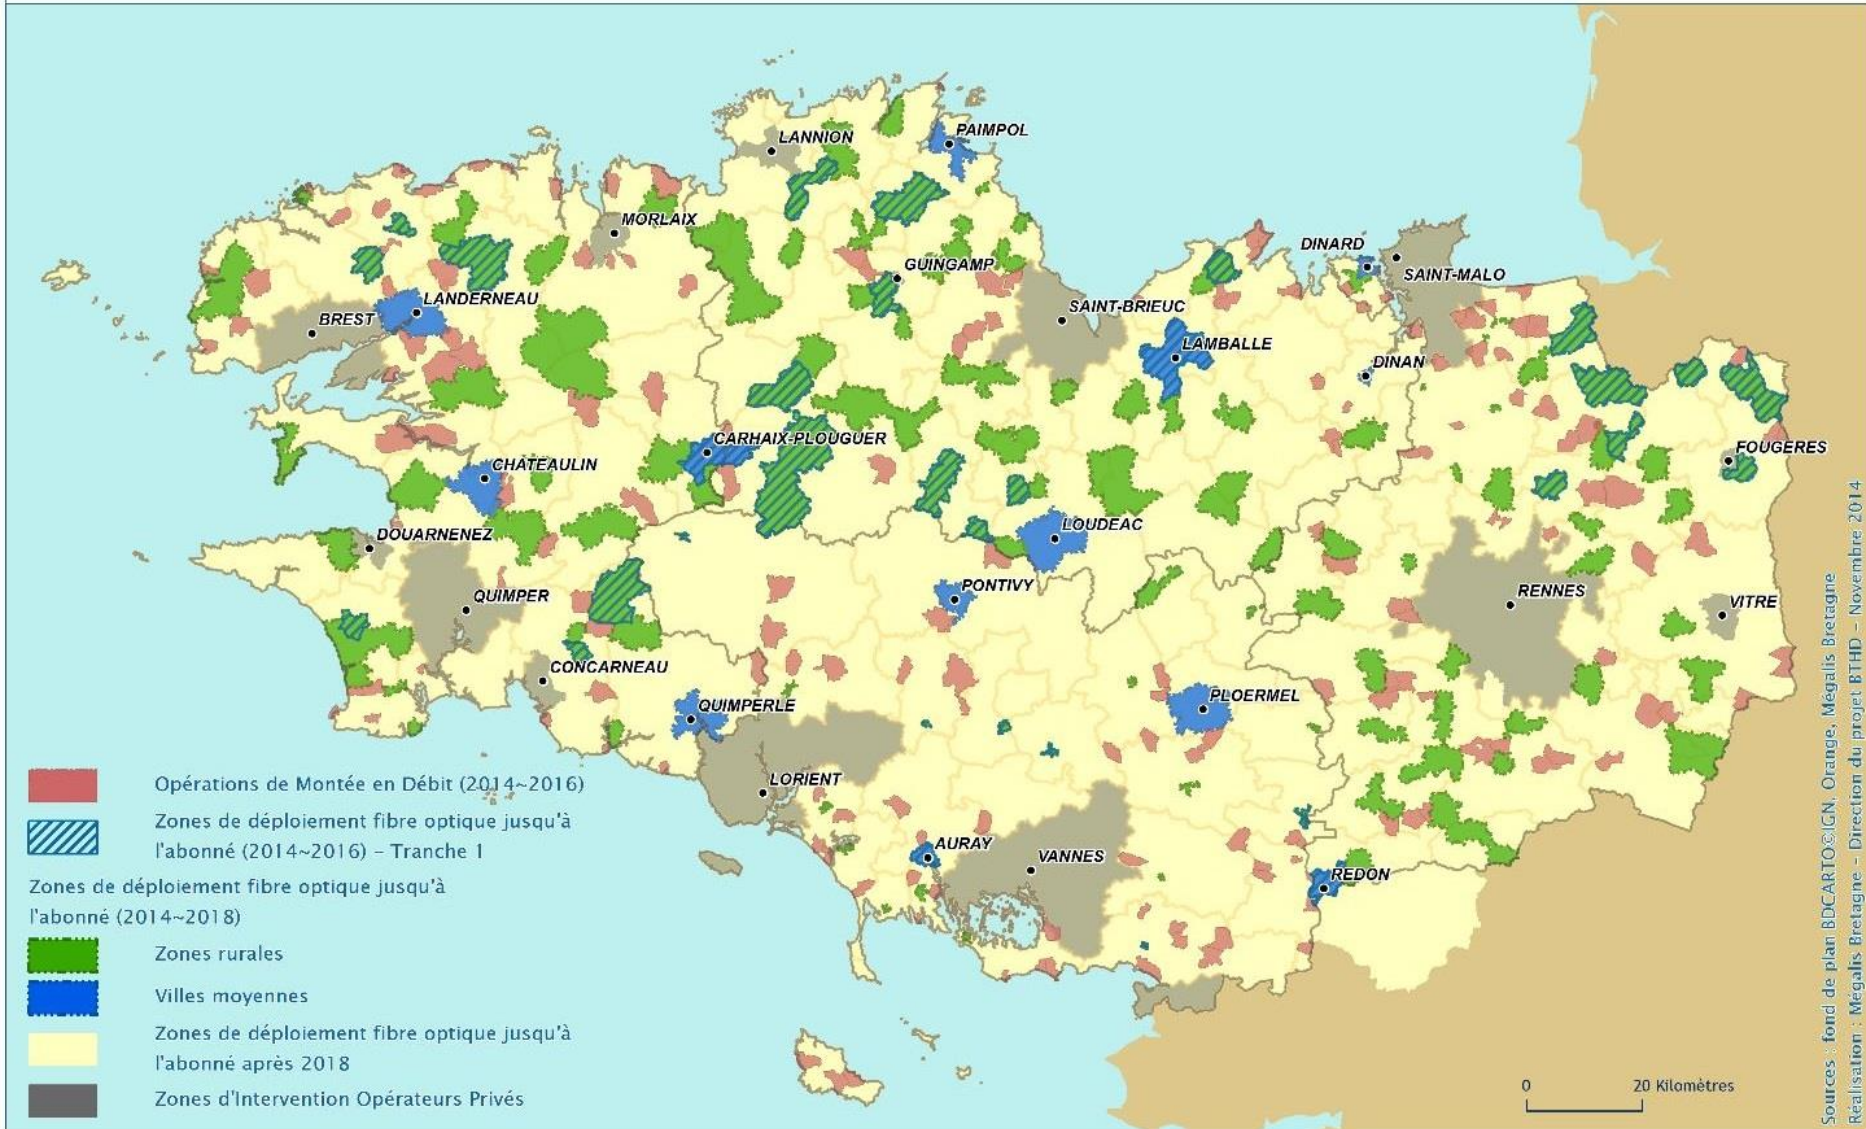 LANNION
PAIMPOL
MORLAIX
GUINGAMP
DINARD
SAINT-MALO
LANDERNEAU
BREST
SAINT-BRIEUC
LAMBALLE
DINAN
CARHAIX-PLOUGUER
FOUGERES
CHATEAULIN
LOUDEAC
DOUARNENEZ
PONTIVY
QUIMPER
RENNES
VITRE
CONCARNEAU
QUIMPERLE
PLOERMEL
LORIENT
AURAY
VANNES
REDON
Opérations de Montée en Débit (2014~2016)
Zones de déploiement fibre optique jusqu'à
l'abonné (2014~2016) – Tranche 1
Zones de déploiement fibre optique jusqu'à
l'abonné (2014~2018)
Zones rurales
Villes moyennes
Zones de déploiement fibre optique jusqu'à
l'abonné après 2018
Zones d'Intervention Opérateurs Privés
0 20 Kilomètres
Sources : fond de plan BDCARTO©IGN, Orange, Mégalis Bretagne
Réalisation : Mégalis Bretagne – Direction du projet BTHD – Novembre 2014